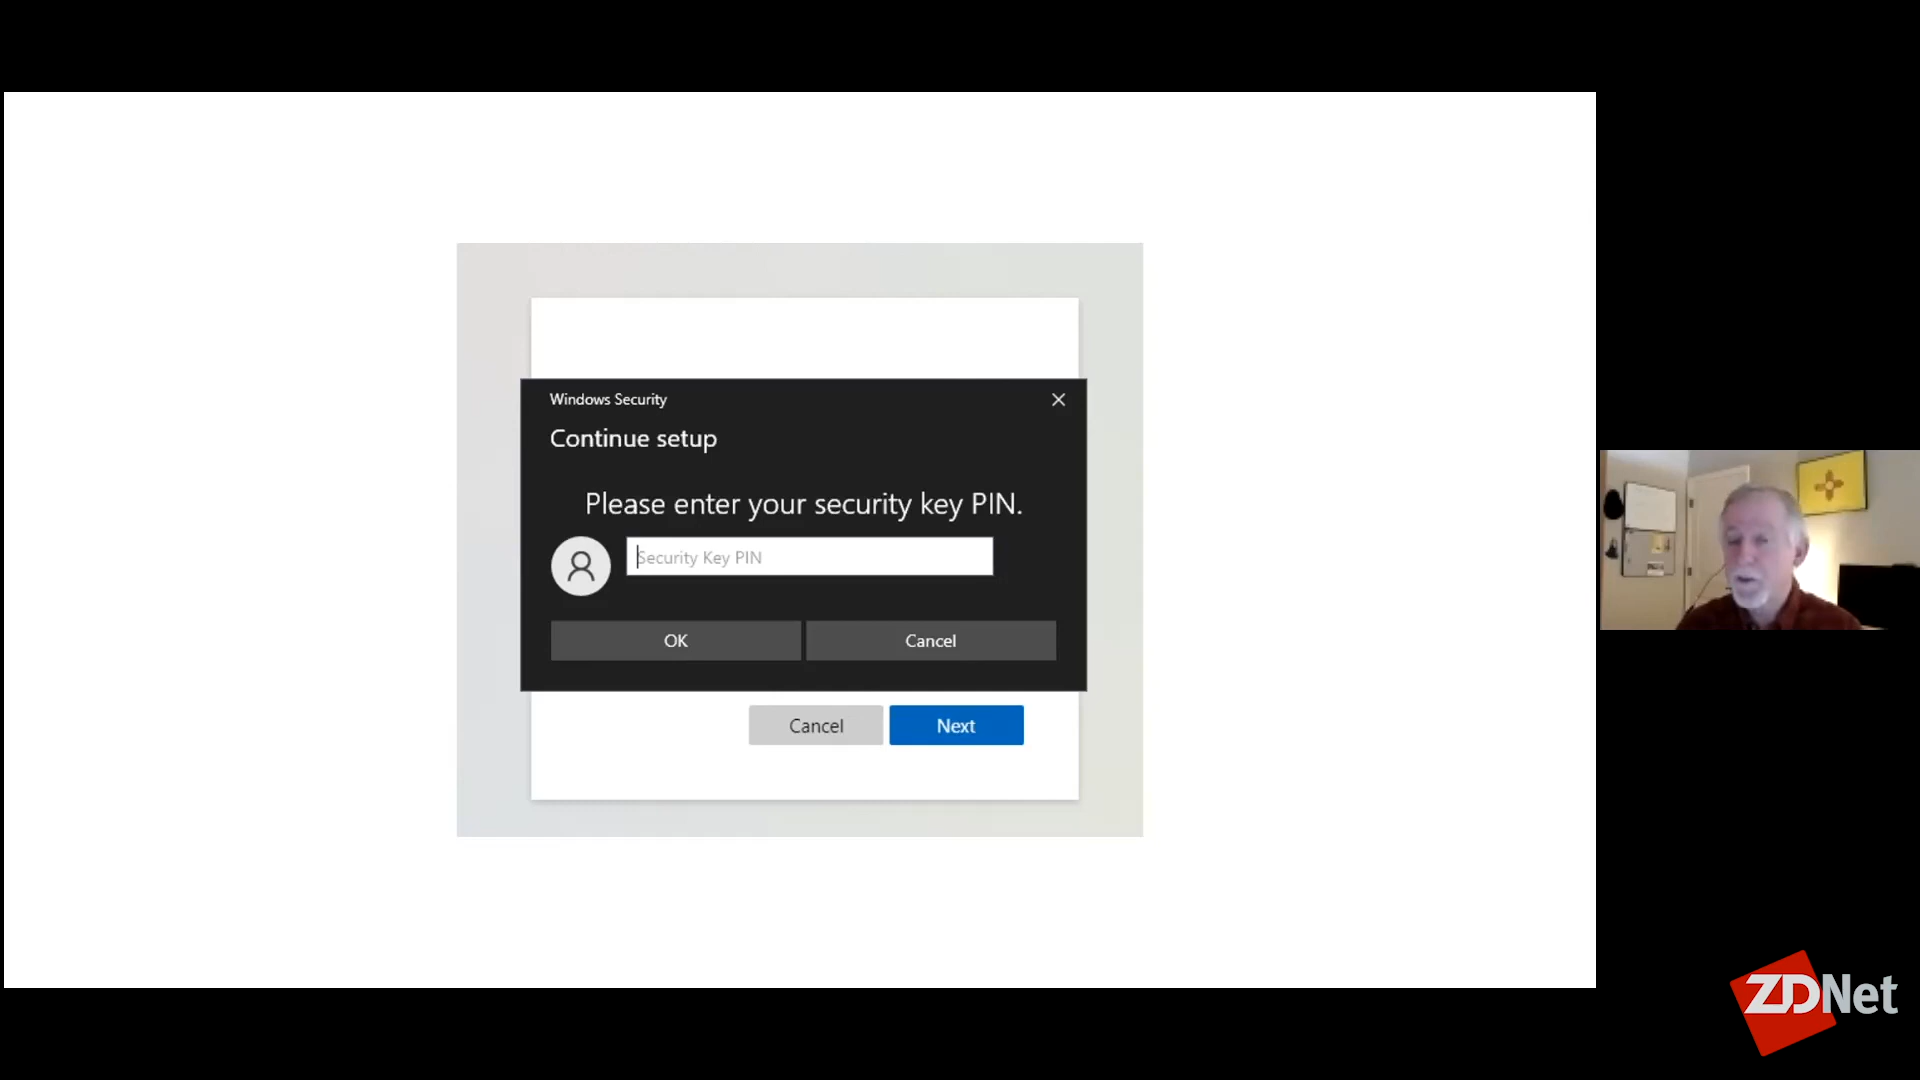 Windows Security
Continue setup
Please enter your security key PIN.
Security Key PIN
OK
Cancel
Cancel
Next
ZDNet